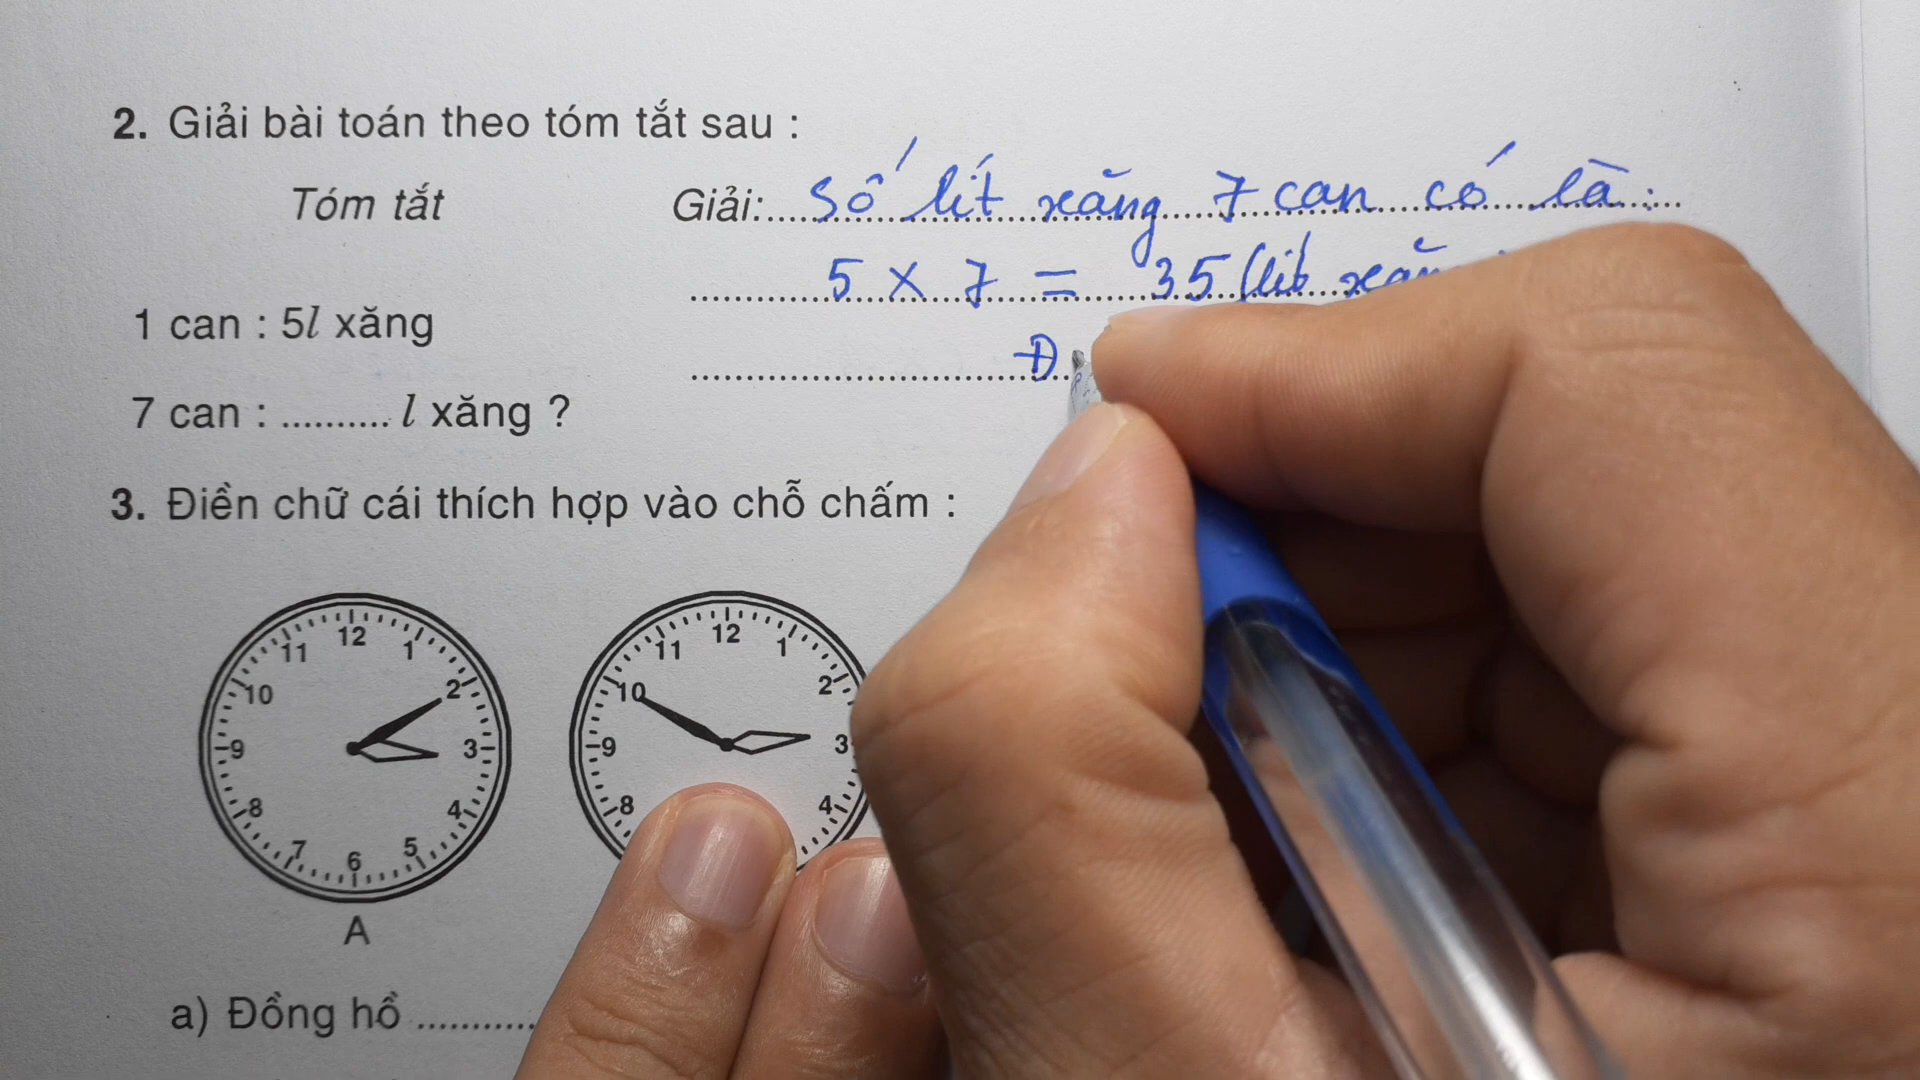 2. Giải bài toán theo tóm tắt sau :
Tóm tắt
Giải:.....Số lít xăng 7 can có là:
5 x 7 = 35 (lít
1 can : 5l xăng
Đ
7 can : .......... l xăng ?
3. Điền chữ cái thích hợp vào chỗ chấm :
12 1 2 3 4 5 6 7 8 9 10 11
12 1 2 3 4 8 9 10 11
A
a) Đồng hồ ...........